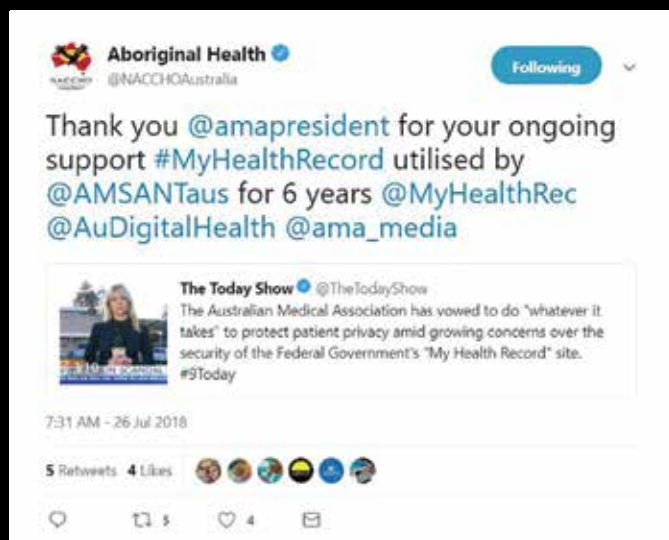 Aboriginal Health
NACCHO
@NACCHOAustralia
Following
Thank you @amapresident for your ongoing
support #MyHealthRecord utilised by
@AMSANTaus for 6 years @MyHealthRec
@AuDigitalHealth @ama_media
The Today Show @TheTodayShow
The Australian Medical Association has vowed to do "whatever it
takes" to protect patient privacy amid growing concerns over the
security of the Federal Government's "My Health Record" site.
#9Today
SCANDAL
7:31 AM - 26 Jul 2018
5 Retweets 4 Likes
5 4